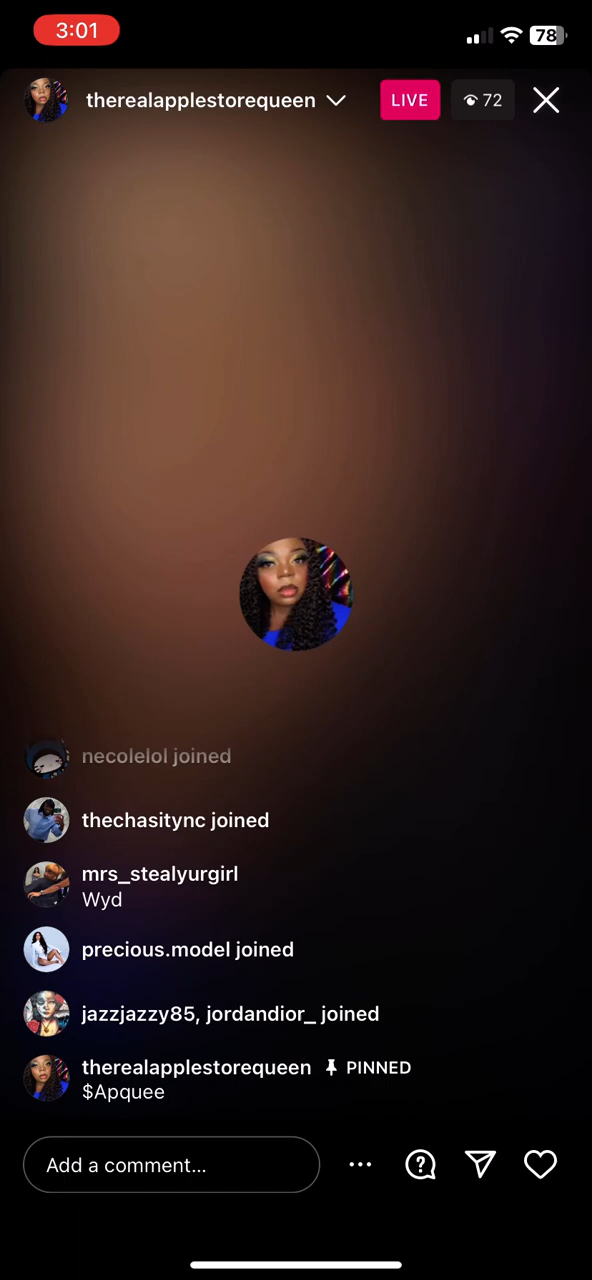 3:01
78
therealapplestorequeen
LIVE
72
necolelol joined
thechasitync joined
mrs_stealyurgirl
Wyd
precious.model joined
jazzjazzy85, jordandior_ joined
therealapplestorequeen PINNED
$Apquee
Add a comment...